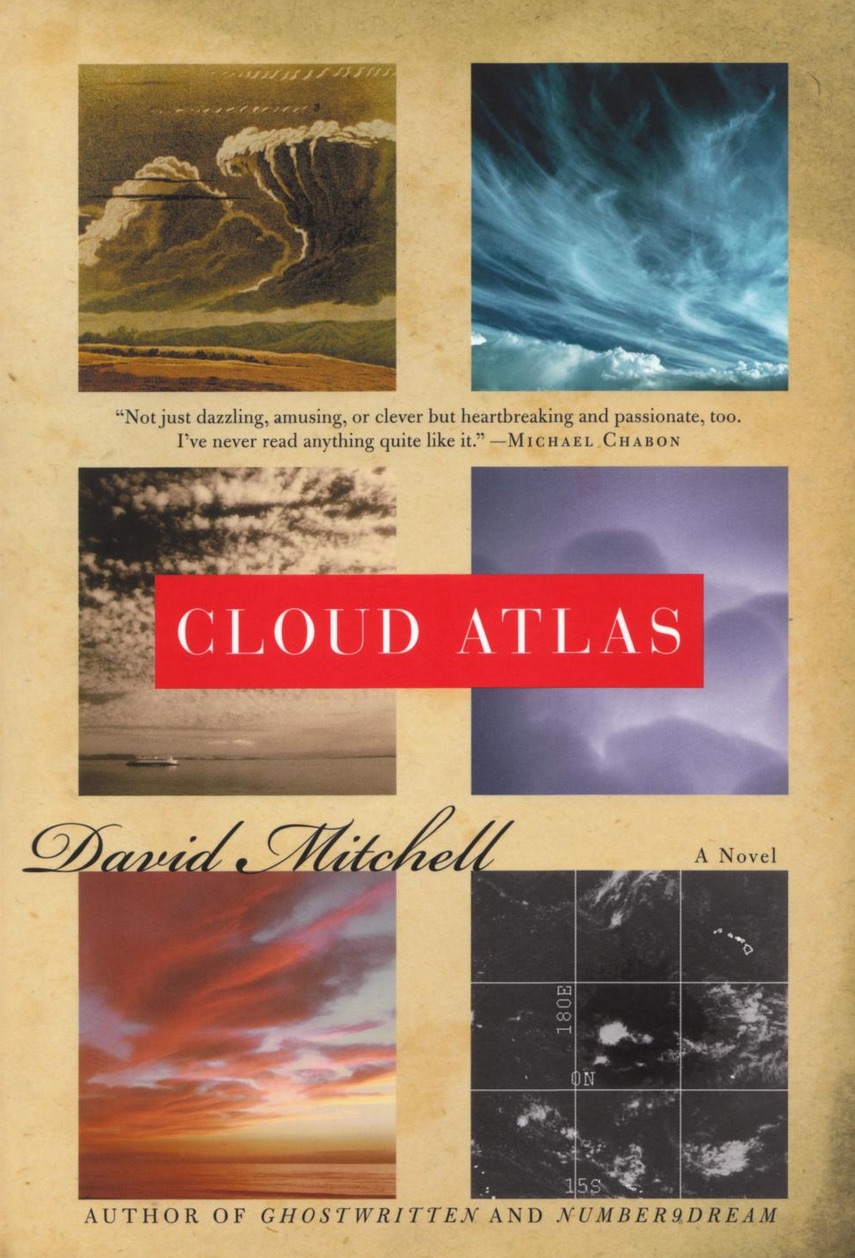 “Not just dazzling, amusing, or clever but heartbreaking and passionate, too.
I’ve never read anything quite like it.” —MICHAEL CHABON
CLOUD ATLAS
David Mitchell
A Novel
180E
0N
15S
AUTHOR OF GHOSTWRITTEN AND NUMBER9DREAM